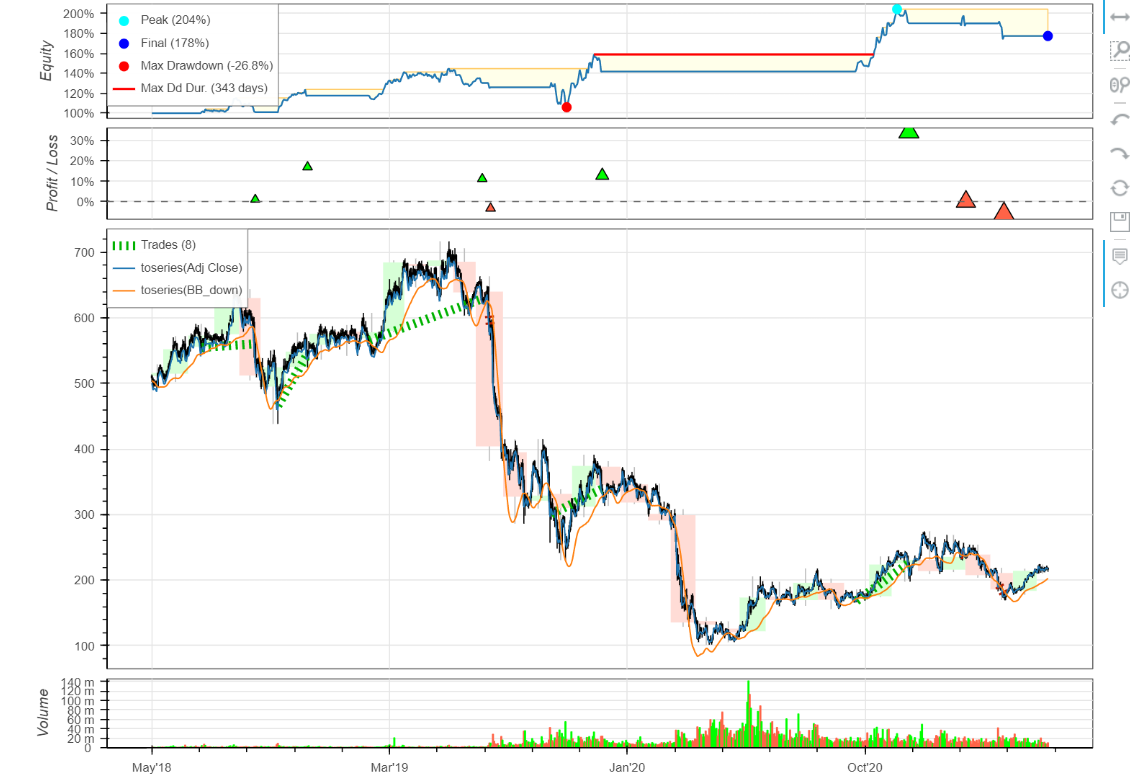 200%
180%
160%
140%
120%
100%
Equity
Peak (204%)
Final (178%)
Max Drawdown (-26.8%)
Max Dd Dur. (343 days)
30%
20%
10%
0%
Profit / Loss
700
600
500
400
300
200
100
Trades (8)
toseries(Adj Close)
toseries(BB_down)
140 m
120 m
100 m
80 m
60 m
40 m
20 m
0
Volume
May'18
Mar'19
Jan'20
Oct'20